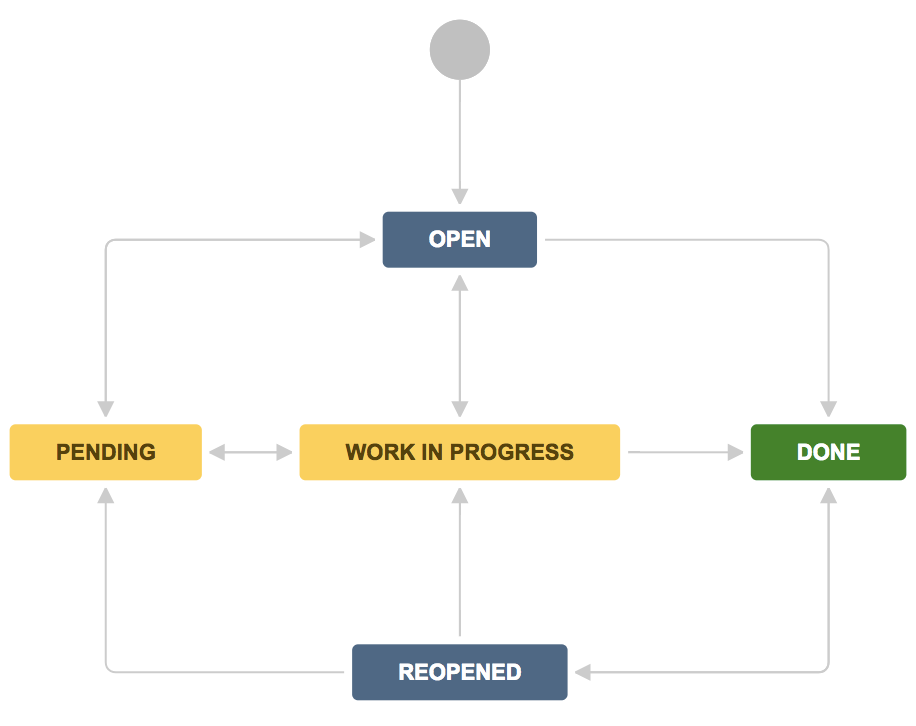 OPEN
PENDING
WORK IN PROGRESS
DONE
REOPENED